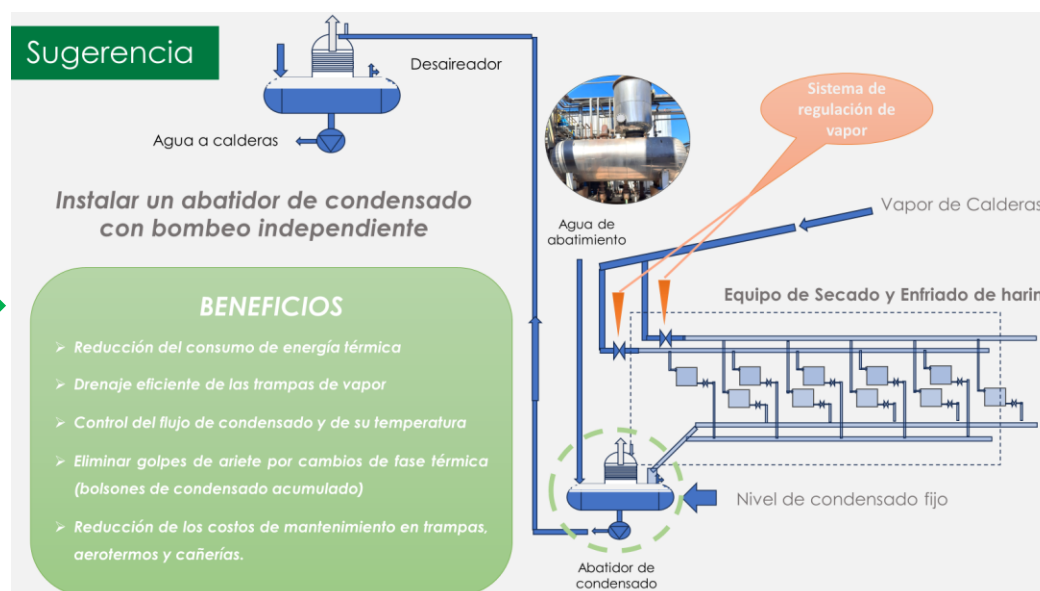 Sugerencia
Desaireador
Agua a calderas
Sistema de
regulación de
vapor
Instalar un abatidor de condensado
con bombeo independiente
Agua de
abatimiento
Vapor de Calderas
BENEFICIOS
Equipo de Secado y Enfriado de harin
➢ Reducción del consumo de energía térmica
➢ Drenaje eficiente de las trampas de vapor
➢ Control del flujo de condensado y de su temperatura
➢ Eliminar golpes de ariete por cambios de fase térmica
(bolsones de condensado acumulado)
➢ Reducción de los costos de mantenimiento en trampas,
aerotermos y cañerías.
Nivel de condensado fijo
Abatidor de
condensado